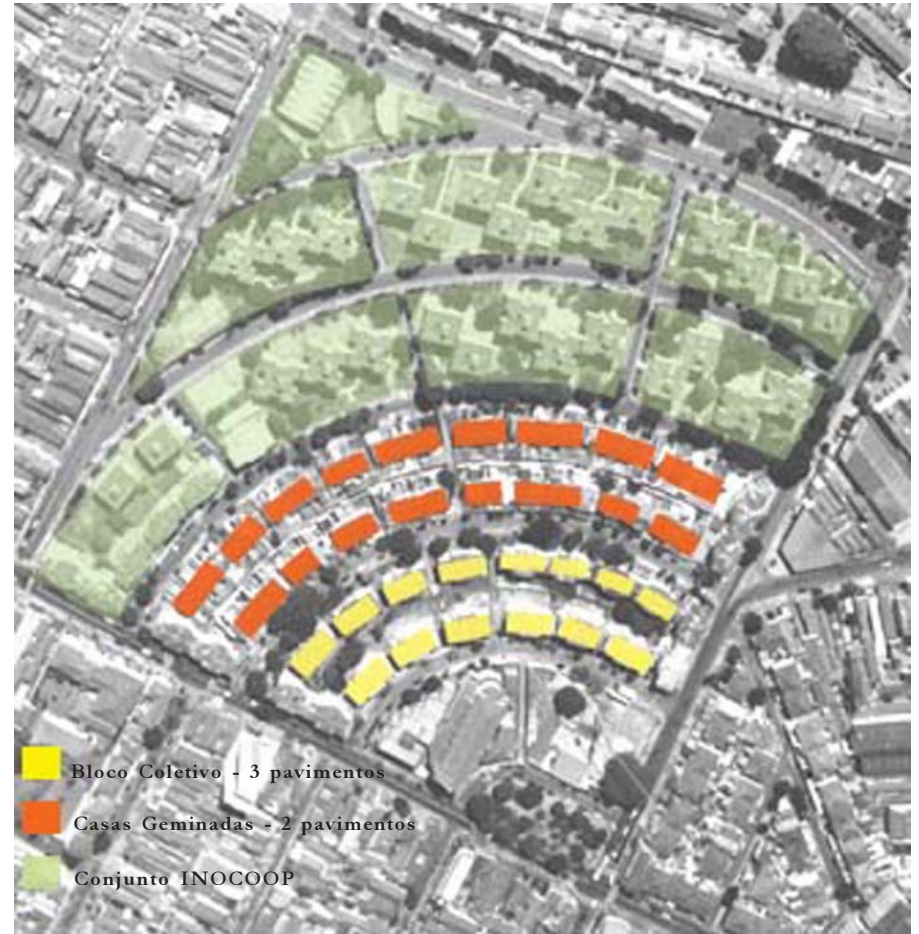 Bloco Coletivo - 3 pavimentos
Casas Geminadas - 2 pavimentos
Conjunto INOCOOP